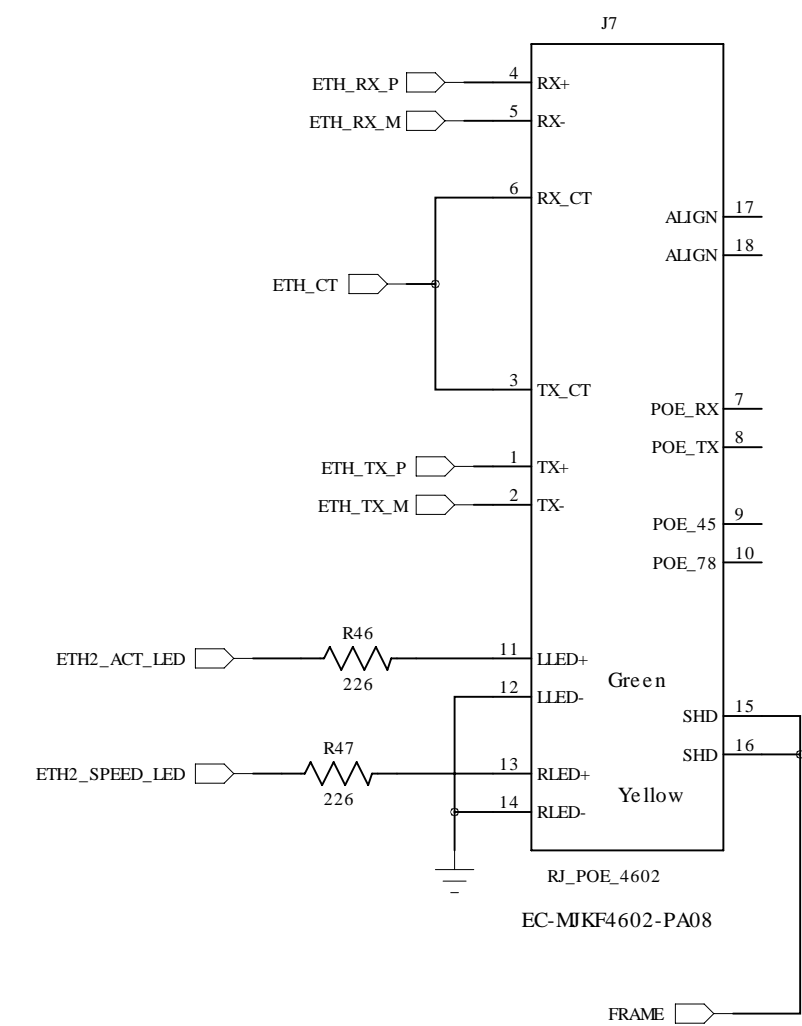 J7
ETH_RX_P 4 RX+
ETH_RX_M 5 RX-
6 RX_CT
ALIGN 17
ALIGN 18
ETH_CT
3 TX_CT
POE_RX 7
POE_TX 8
ETH_TX_P 1 TX+
ETH_TX_M 2 TX-
POE_45 9
POE_78 10
R46
ETH2_ACT_LED 11 LLED+
226
Green
12 LLED-
SHD 15
R47
SHD 16
ETH2_SPEED_LED 13 RLED+
226
Yellow
14 RLED-
RJ_POE_4602
EC-MJKF4602-PA08
FRAME